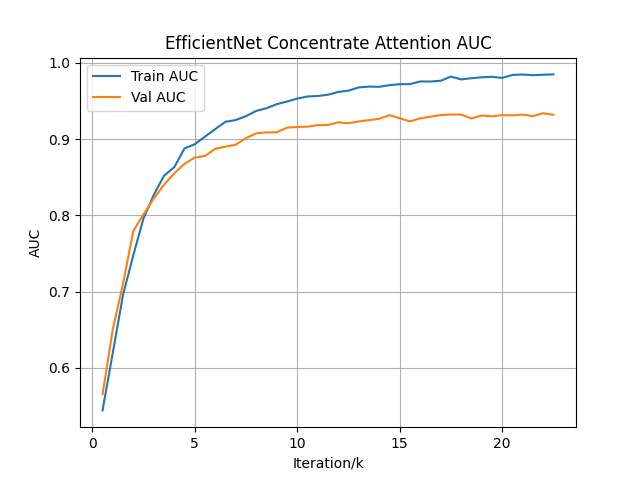 EfficientNet Concentrate Attention AUC
Train AUC
Val AUC
1.0
0.9
0.8
0.7
0.6
AUC
0 5 10 15 20
Iteration/k